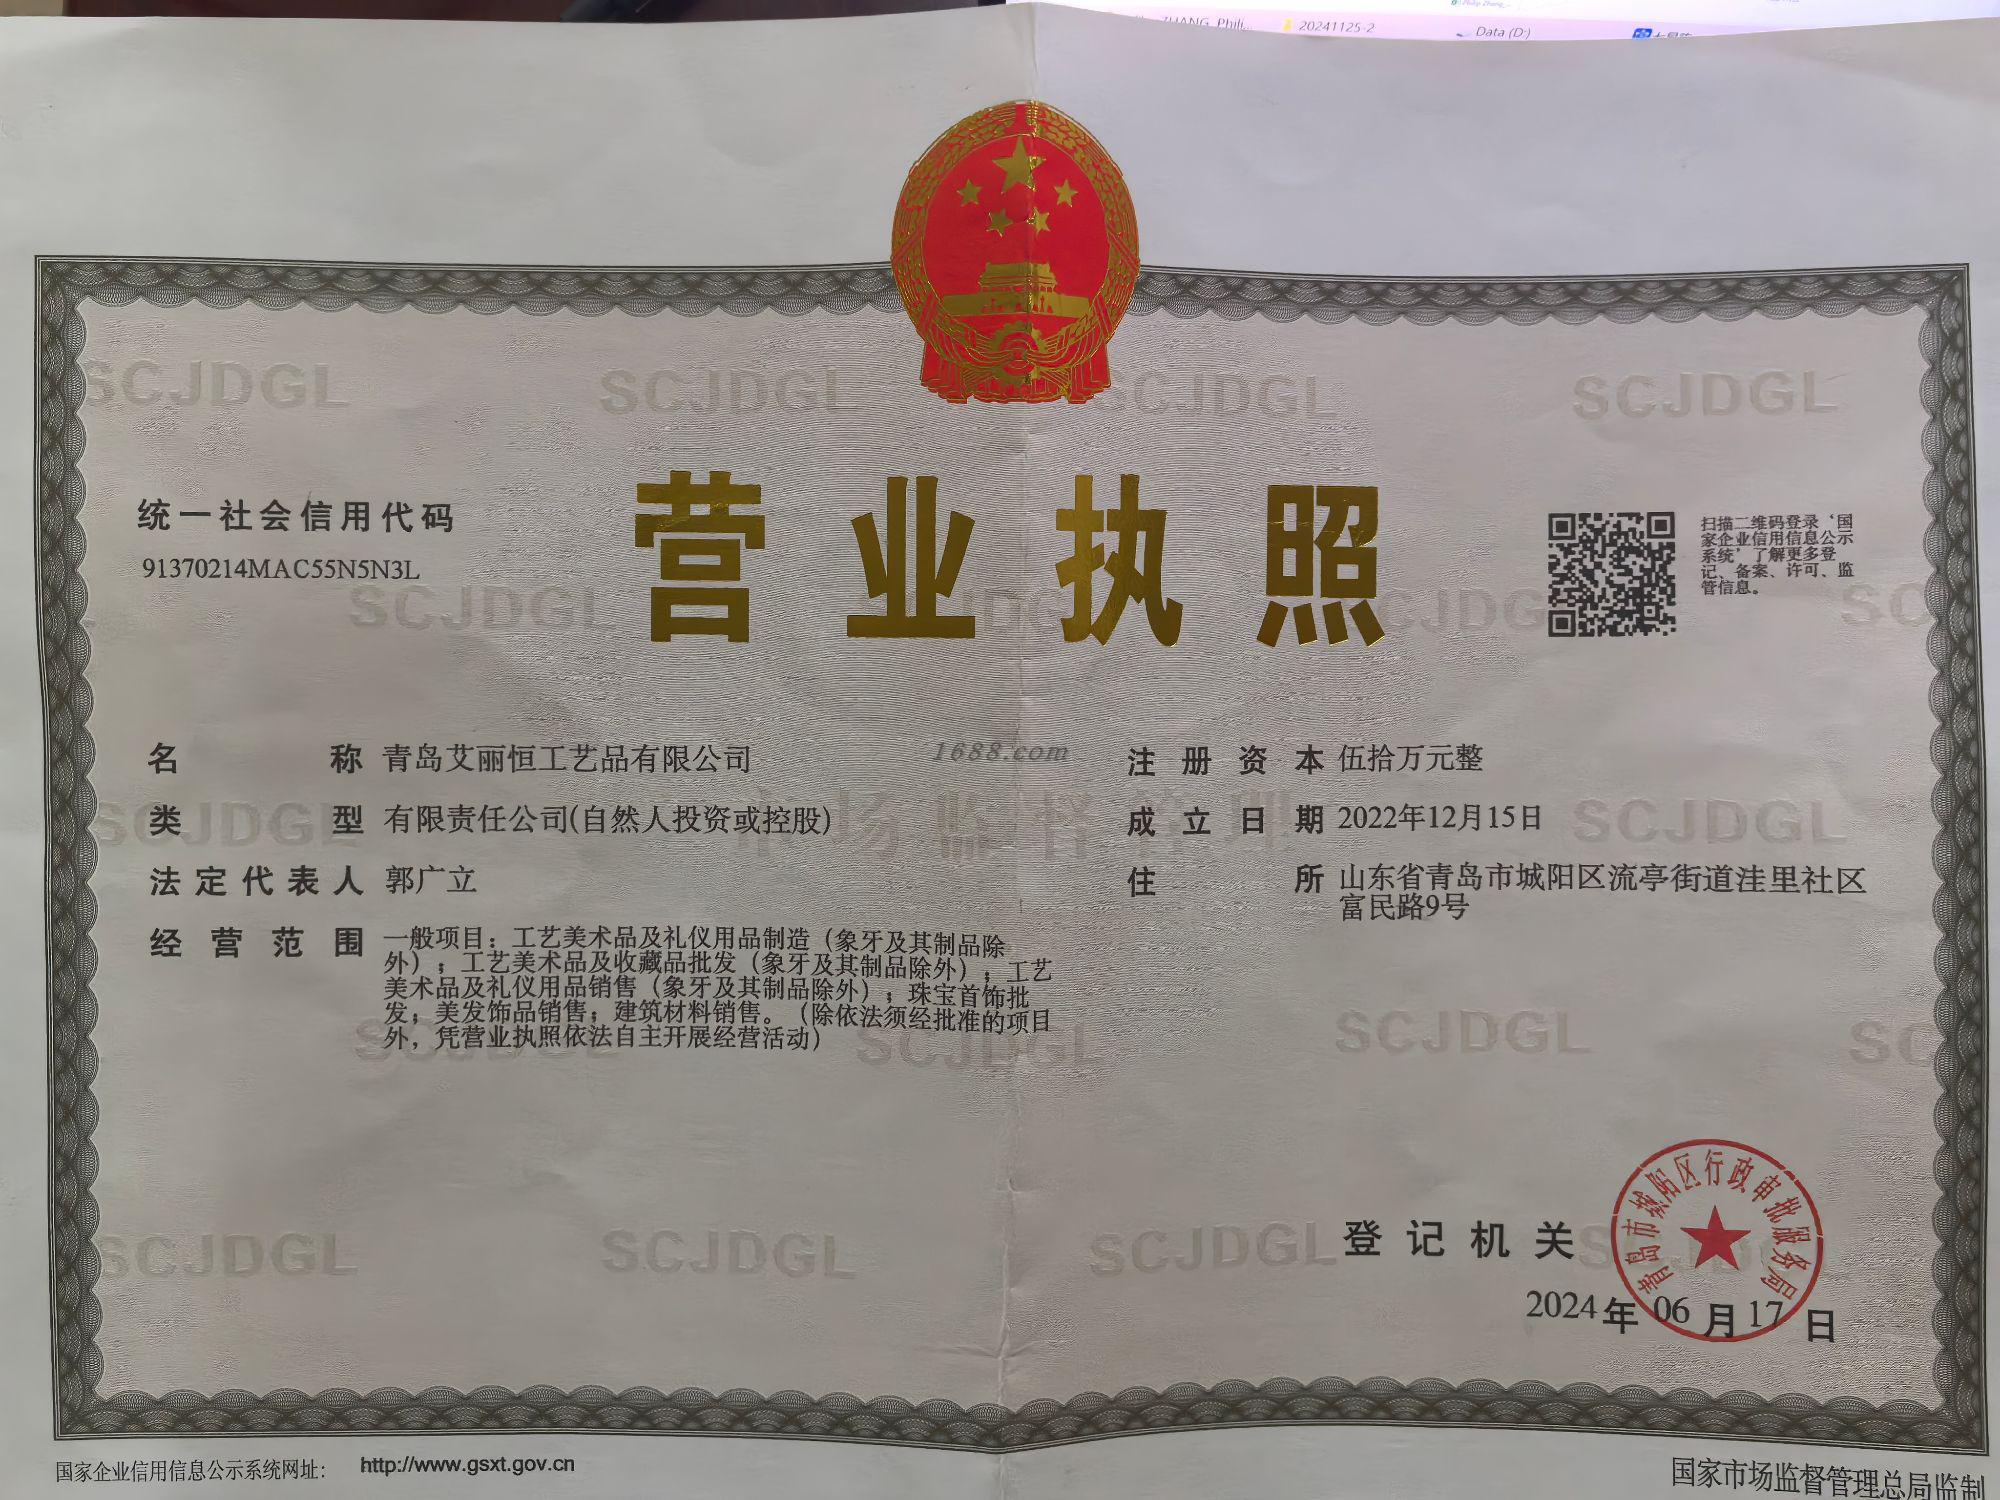 20241125-2
Data (D:)
统一社会信用代码
91370214MAC55N5N3L
营业执照
扫描二维码登录‘国
家企业信用信息公示
系统’了解更多登
记、备案、许可、监
管信息。
名称 青岛艾丽恒工艺品有限公司
类型 有限责任公司(自然人投资或控股)
法定代表人 郭广立
经营范围 一般项目：工艺美术品及礼仪用品制造（象牙及其制品除
外）；工艺美术品及收藏品批发（象牙及其制品除外）；工艺
美术品及礼仪用品销售（象牙及其制品除外）；珠宝首饰批
发；美发饰品销售；建筑材料销售。（除依法须经批准的项目
外，凭营业执照依法自主开展经营活动）
1688.com
注册资本 伍拾万元整
成立日期 2022年12月15日
住所 山东省青岛市城阳区流亭街道洼里社区
富民路9号
登记机关
青岛市城阳区行政审批服务局
2024年06月17日
国家企业信用信息公示系统网址： http://www.gsxt.gov.cn
国家市场监督管理总局监制
SCJDGL